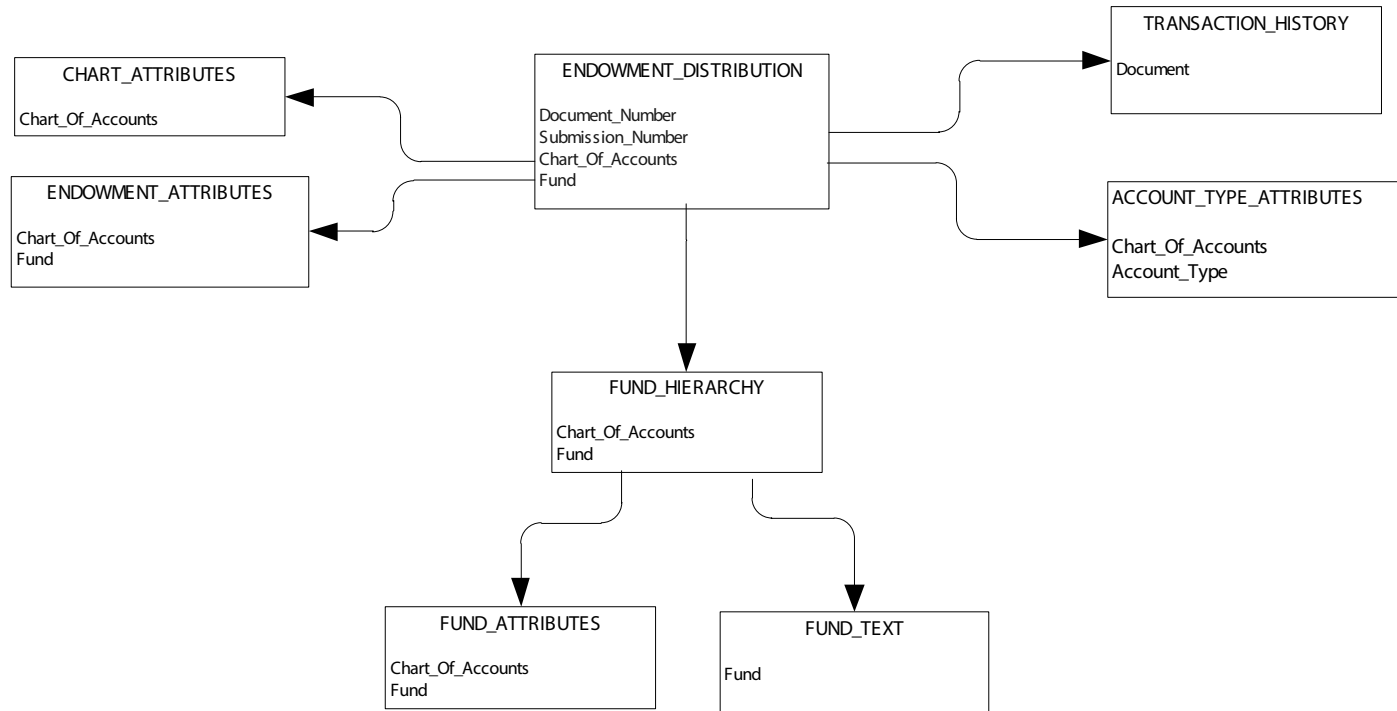 CHART_ATTRIBUTES
Chart_Of_Accounts
ENDOWMENT_ATTRIBUTES
Chart_Of_Accounts
Fund
ENDOWMENT_DISTRIBUTION
Document_Number
Submission_Number
Chart_Of_Accounts
Fund
TRANSACTION_HISTORY
Document
ACCOUNT_TYPE_ATTRIBUTES
Chart_Of_Accounts
Account_Type
FUND_HIERARCHY
Chart_Of_Accounts
Fund
FUND_ATTRIBUTES
Chart_Of_Accounts
Fund
FUND_TEXT
Fund